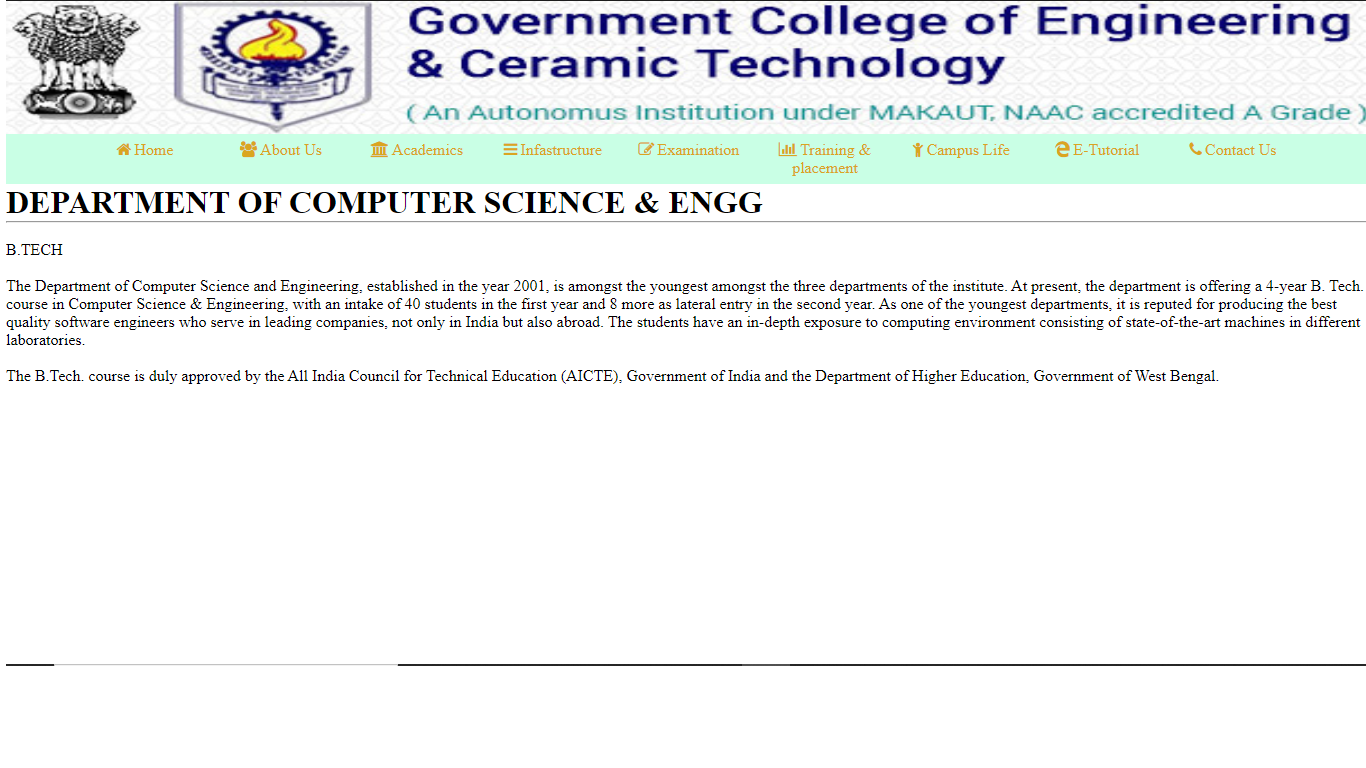 Government College of Engineering
& Ceramic Technology
( An Autonomus Institution under MAKAUT, NAAC accredited A Grade )
Home About Us Academics Infastructure Examination Training & placement Campus Life E-Tutorial Contact Us
DEPARTMENT OF COMPUTER SCIENCE & ENGG
B.TECH
The Department of Computer Science and Engineering, established in the year 2001, is amongst the youngest amongst the three departments of the institute. At present, the department is offering a 4-year B. Tech.
course in Computer Science & Engineering, with an intake of 40 students in the first year and 8 more as lateral entry in the second year. As one of the youngest departments, it is reputed for producing the best
quality software engineers who serve in leading companies, not only in India but also abroad. The students have an in-depth exposure to computing environment consisting of state-of-the-art machines in different
laboratories.
The B.Tech. course is duly approved by the All India Council for Technical Education (AICTE), Government of India and the Department of Higher Education, Government of West Bengal.